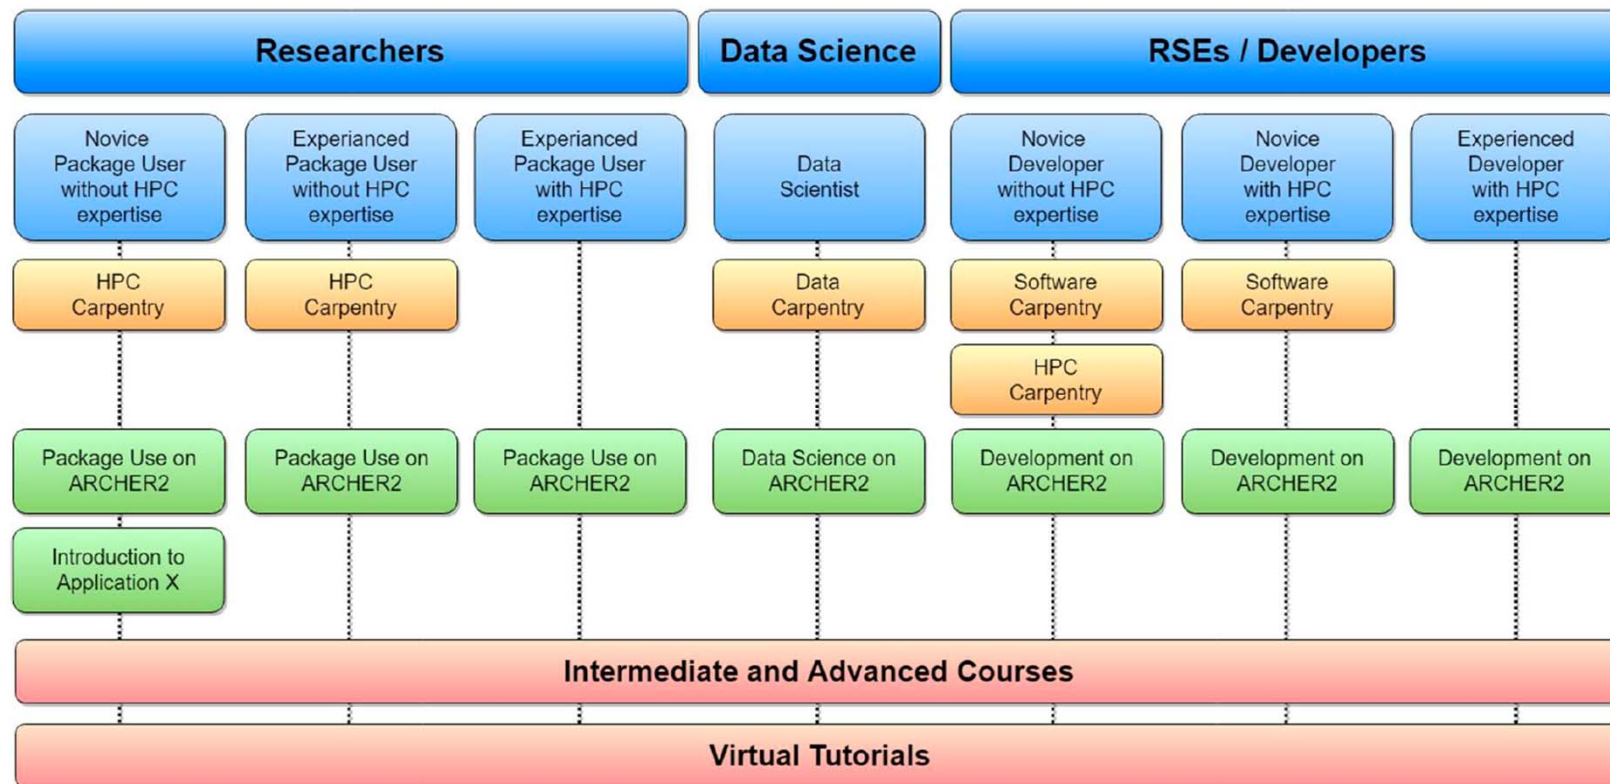 Researchers
Data Science
RSEs / Developers
Novice
Package User
without HPC
expertise
Experianced
Package User
without HPC
expertise
Experianced
Package User
with HPC
expertise
Data
Scientist
Novice
Developer
without HPC
expertise
Novice
Developer
with HPC
expertise
Experienced
Developer
with HPC
expertise
HPC
Carpentry
HPC
Carpentry
Data
Carpentry
Software
Carpentry
Software
Carpentry
HPC
Carpentry
Package Use on
ARCHER2
Package Use on
ARCHER2
Package Use on
ARCHER2
Data Science on
ARCHER2
Development on
ARCHER2
Development on
ARCHER2
Development on
ARCHER2
Introduction to
Application X
Intermediate and Advanced Courses
Virtual Tutorials